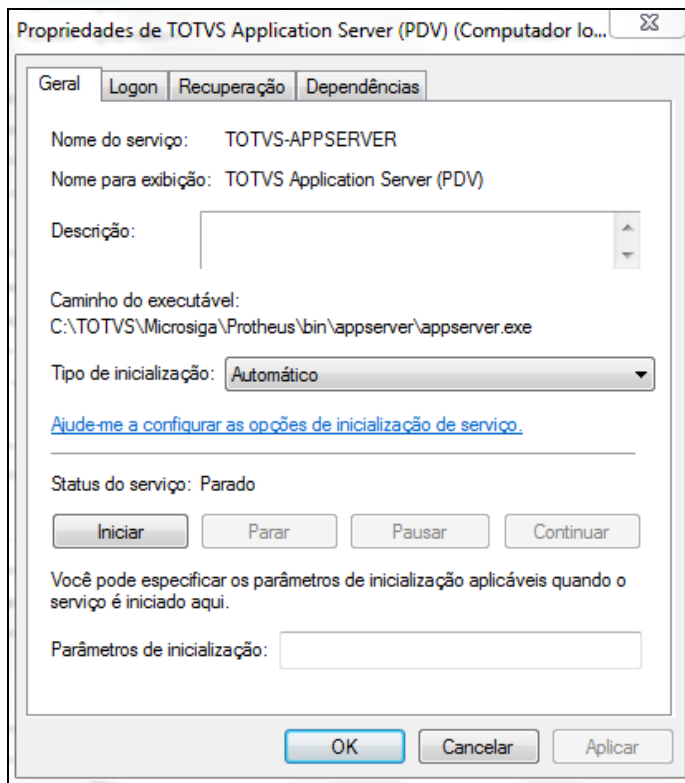 Propriedades de TOTVS Application Server (PDV) (Computador lo...
Geral Logon Recuperação Dependências
Nome do serviço: TOTVS-APPSERVER
Nome para exibição: TOTVS Application Server (PDV)
Descrição:
Caminho do executável:
C:\TOTVS\Microsiga\Protheus\bin\appserver\appserver.exe
Tipo de inicialização: Automático
Ajude-me a configurar as opções de inicialização de serviço.
Status do serviço: Parado
Iniciar Parar Pausar Continuar
Você pode especificar os parâmetros de inicialização aplicáveis quando o
serviço é iniciado aqui.
Parâmetros de inicialização:
OK Cancelar Aplicar